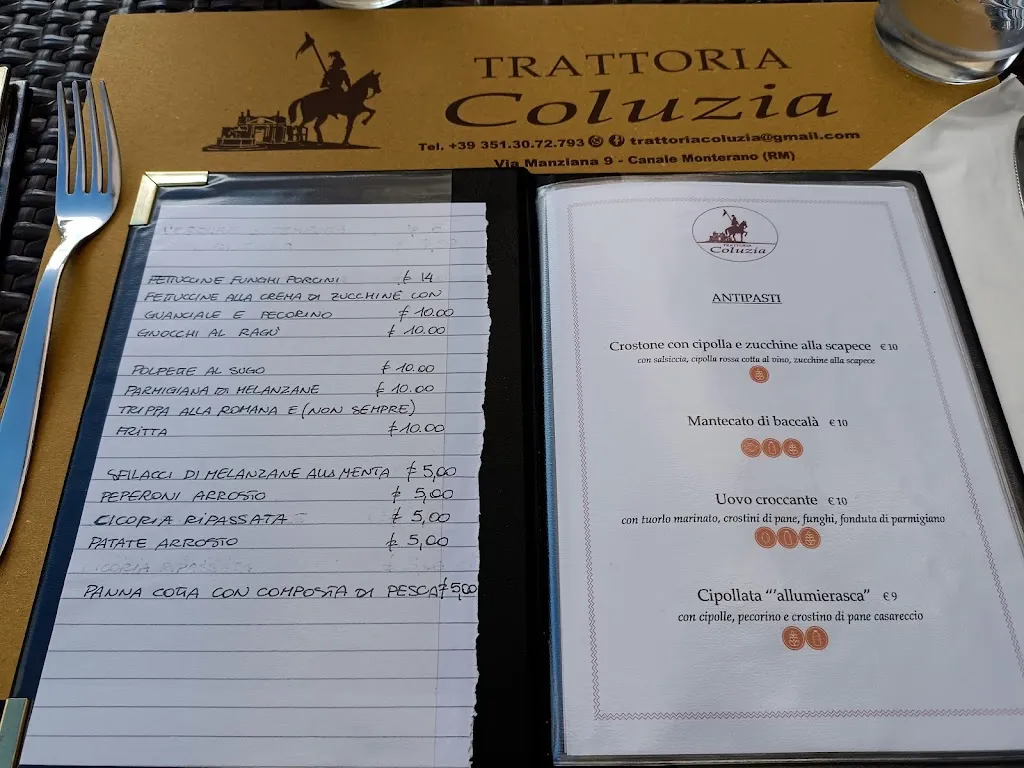 TRATTORIA
Coluzia
Tel. +39 351.30.72.793 trattoriacoluzia@gmail.com
Via Manziana 9 - Canale Monterano (RM)
FETTUCCINE FUNGHI PORCINI € 14
FETTUCCINE ALLA CREMA DI ZUCCHINE CON
GUANCIALE E PECORINO € 10.00
GNOCCHI AL RAGU' € 10.00
POLPETTE AL SUGO € 10.00
PARMIGIANA DI MELANZANE € 10.00
TRIPPA ALLA ROMANA E (NON SEMPRE)
FRITTA € 10.00
SFILACCI DI MELANZANE ALLA MENTA € 5,00
PEPERONI ARROSTO € 5,00
CICORIA RIPASSATA € 5,00
PATATE ARROSTO € 5,00
PANNA COTTA CON COMPOSTA DI PESCA € 5,00
TRATTORIA
Coluzia
ANTIPASTI
Crostone con cipolla e zucchine alla scapece € 10
con salsiccia, cipolla rossa cotta al vino, zucchine alla scapece
Mantecato di baccalà € 10
Uovo croccante € 10
con tuorlo marinato, crostini di pane, funghi, fonduta di parmigiano
Cipollata "'allumierasca" € 9
con cipolle, pecorino e crostino di pane casareccio